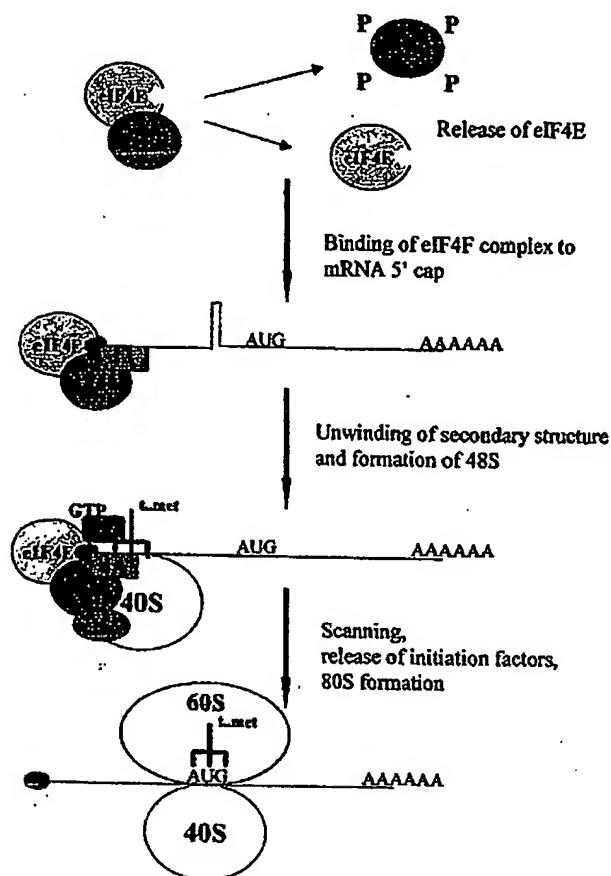 P P
eIF4E
P P
Release of eIF4E
eIF4E
Binding of eIF4F complex to
mRNA 5' cap
eIF4E
AUG
AAAAAA
Unwinding of secondary structure
and formation of 48S
GTP
t..met
eIF4E
AUG
AAAAAA
40S
Scanning,
release of initiation factors,
80S formation
60S
t..met
AUG
AAAAAA
40S